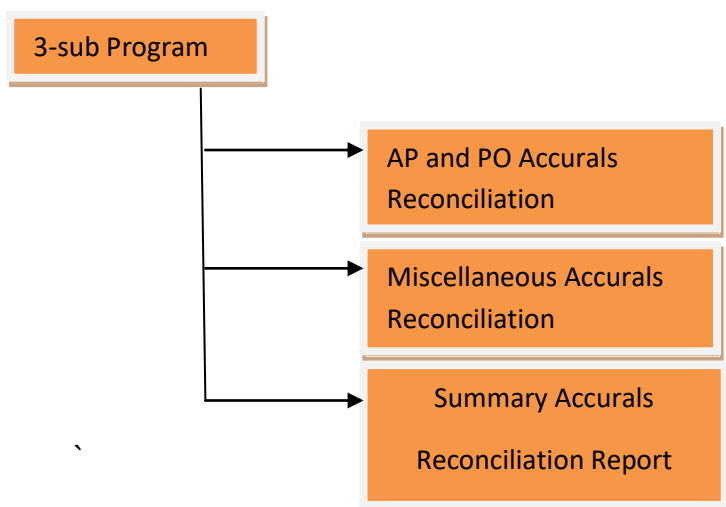 3-sub Program
AP and PO Accurals
Reconciliation
Miscellaneous Accurals
Reconciliation
Summary Accurals
Reconciliation Report
`